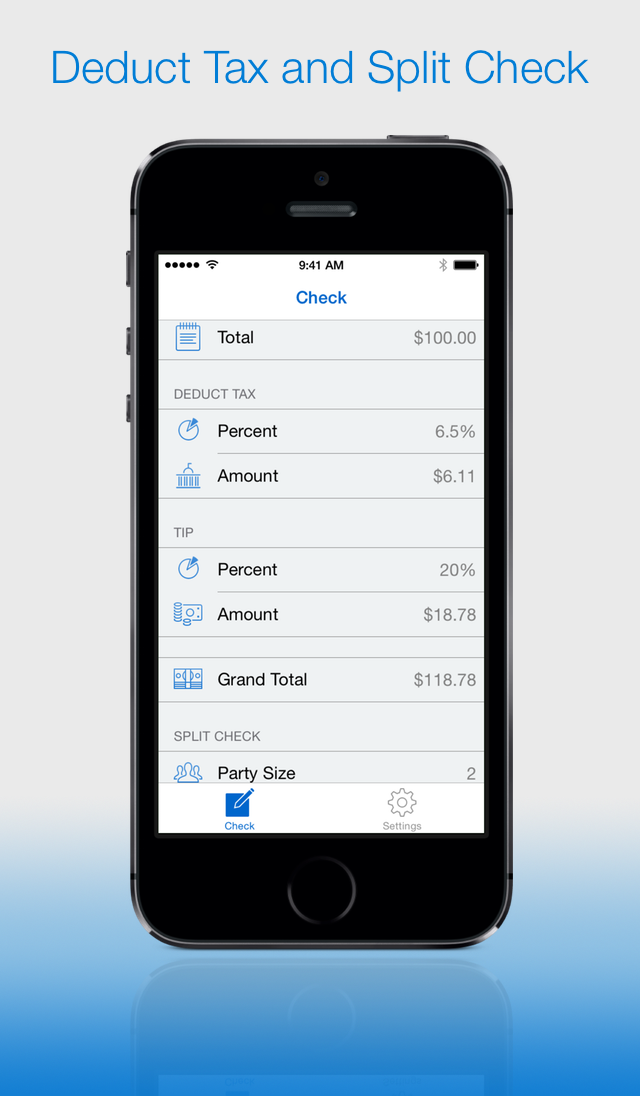 Deduct Tax and Split Check
9:41 AM
Check
Total $100.00
DEDUCT TAX
Percent 6.5%
Amount $6.11
TIP
Percent 20%
Amount $18.78
Grand Total $118.78
SPLIT CHECK
Party Size 2
Check Settings